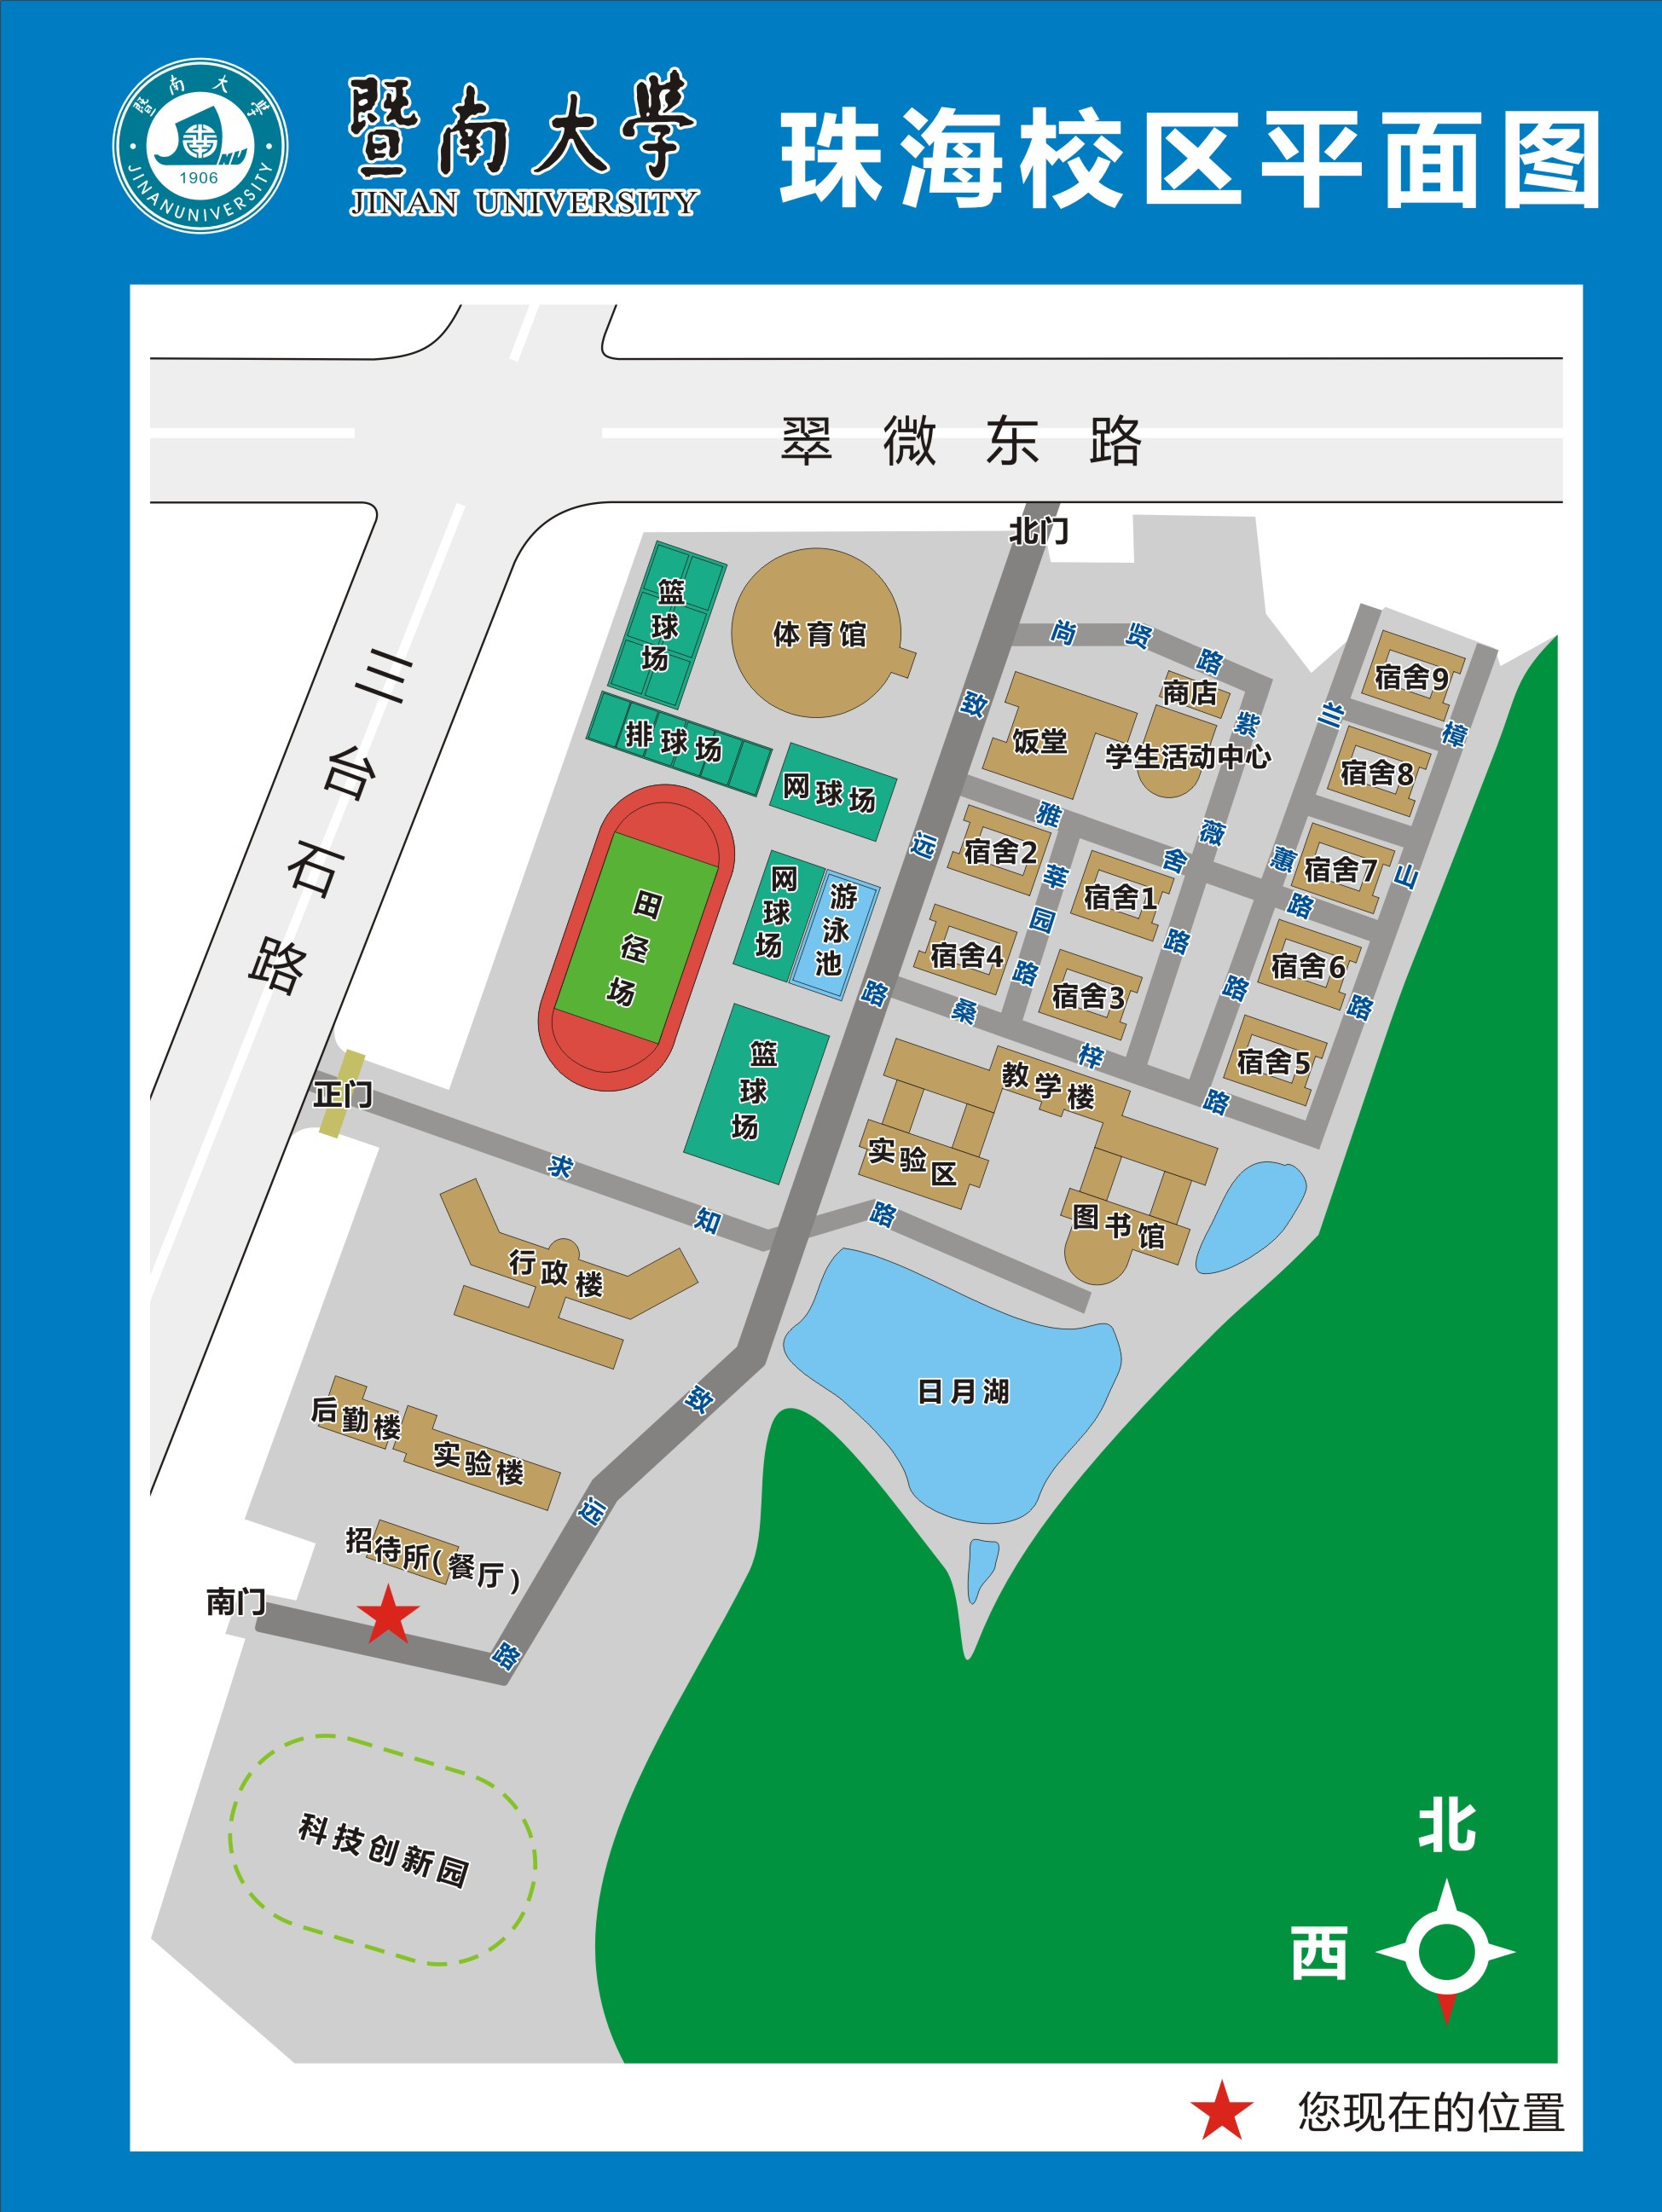 暨南大学
JINAN UNIVERSITY
1906
暨南大學
JINAN UNIVERSITY
珠海校区平面图
翠微东路
三台石路
北门
篮球场
体育馆
尚贤路
宿舍9
商店
致远路
兰蕙路
紫薇路
樟山路
排球场
饭堂
学生活动中心
网球场
宿舍8
雅舍路
宿舍2
宿舍7
莘园路
网球场
游泳池
宿舍1
田径场
宿舍4
宿舍6
宿舍3
桑梓路
篮球场
宿舍5
教学楼
正门
实验区
求知路
图书馆
行政楼
日月湖
后勤楼
致远路
实验楼
招待所(餐厅)
南门
科技创新园
北
西
您现在的位置